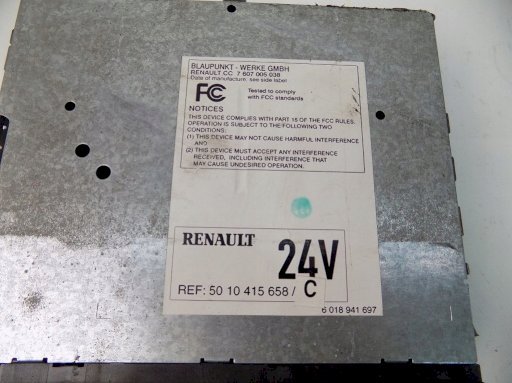 BLAUPUNKT - WERKE GMBH
RENAULT CC 7 607 005 038
Date of manufacture: see side label
FC
Tested to comply
with FCC standards
NOTICES
THIS DEVICE COMPLIES WITH PART 15 OF THE FCC RULES.
OPERATION IS SUBJECT TO THE FOLLOWING TWO
CONDITIONS:
(1) THIS DEVICE MAY NOT CAUSE HARMFUL INTERFERENCE
AND
(2) THIS DEVICE MUST ACCEPT ANY INTERFERENCE
RECEIVED, INCLUDING INTERFERENCE THAT
MAY CAUSE UNDESIRED OPERATION.
RENAULT
24V
REF: 50 10 415 658 / C
6 018 941 697